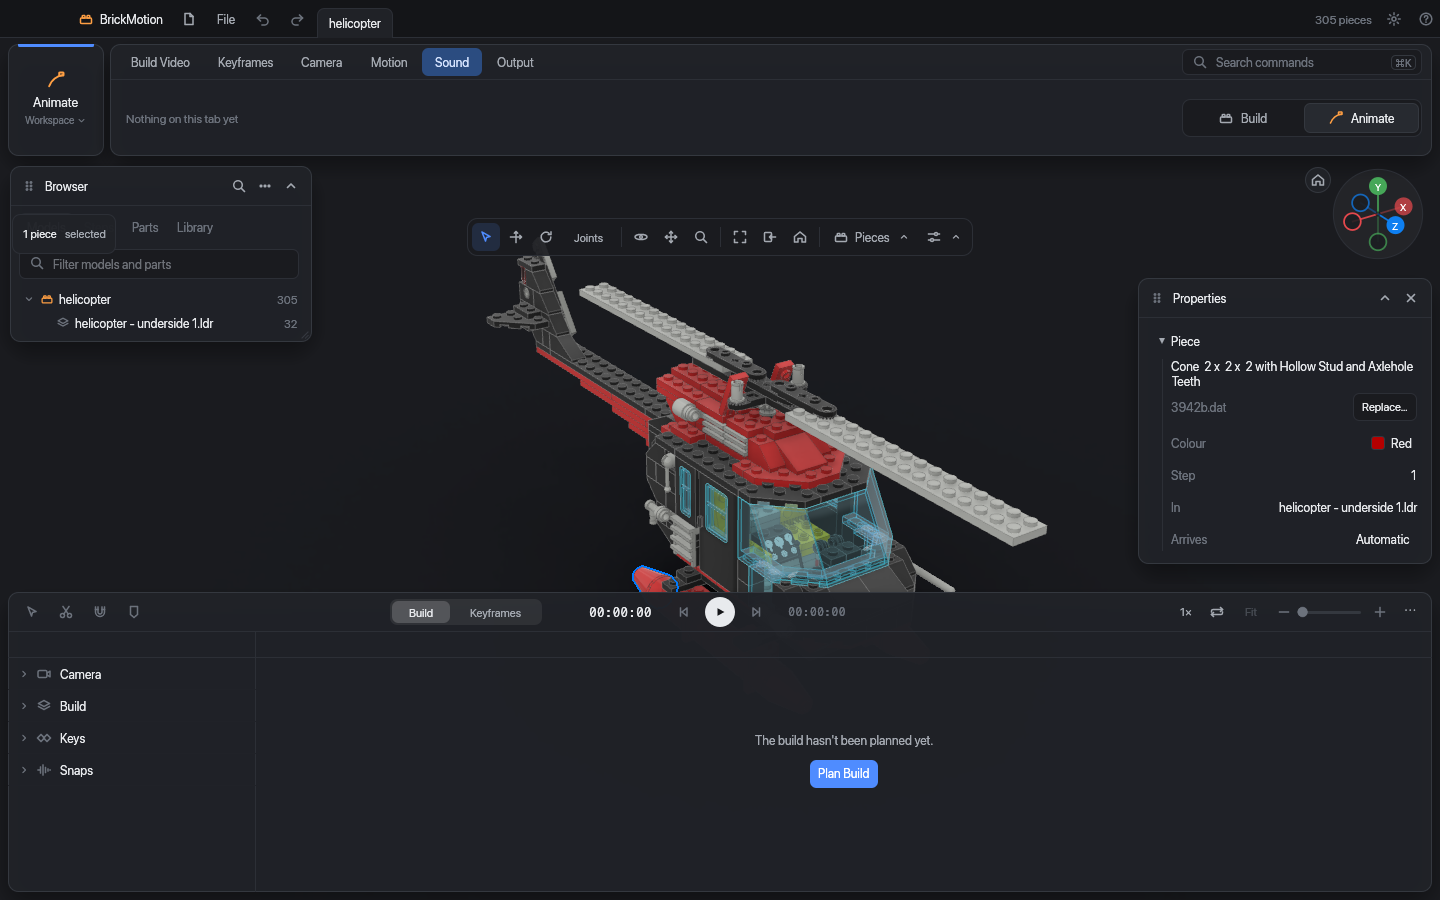 BrickMotion
File
helicopter
305 pieces
Animate
Workspace
Build Video
Keyframes
Camera
Motion
Sound
Output
Search commands
⌘K
Nothing on this tab yet
Build
Animate
Browser
1 piece selected
Parts
Library
Filter models and parts
helicopter
305
helicopter - underside 1.ldr
32
Joints
Pieces
Y
X
Z
Properties
Piece
Cone 2 x 2 x 2 with Hollow Stud and Axlehole
Teeth
3942b.dat
Replace...
Colour
Red
Step
1
In
helicopter - underside 1.ldr
Arrives
Automatic
Build
Keyframes
00:00:00
00:00:00
1×
Fit
Camera
Build
Keys
Snaps
The build hasn't been planned yet.
Plan Build